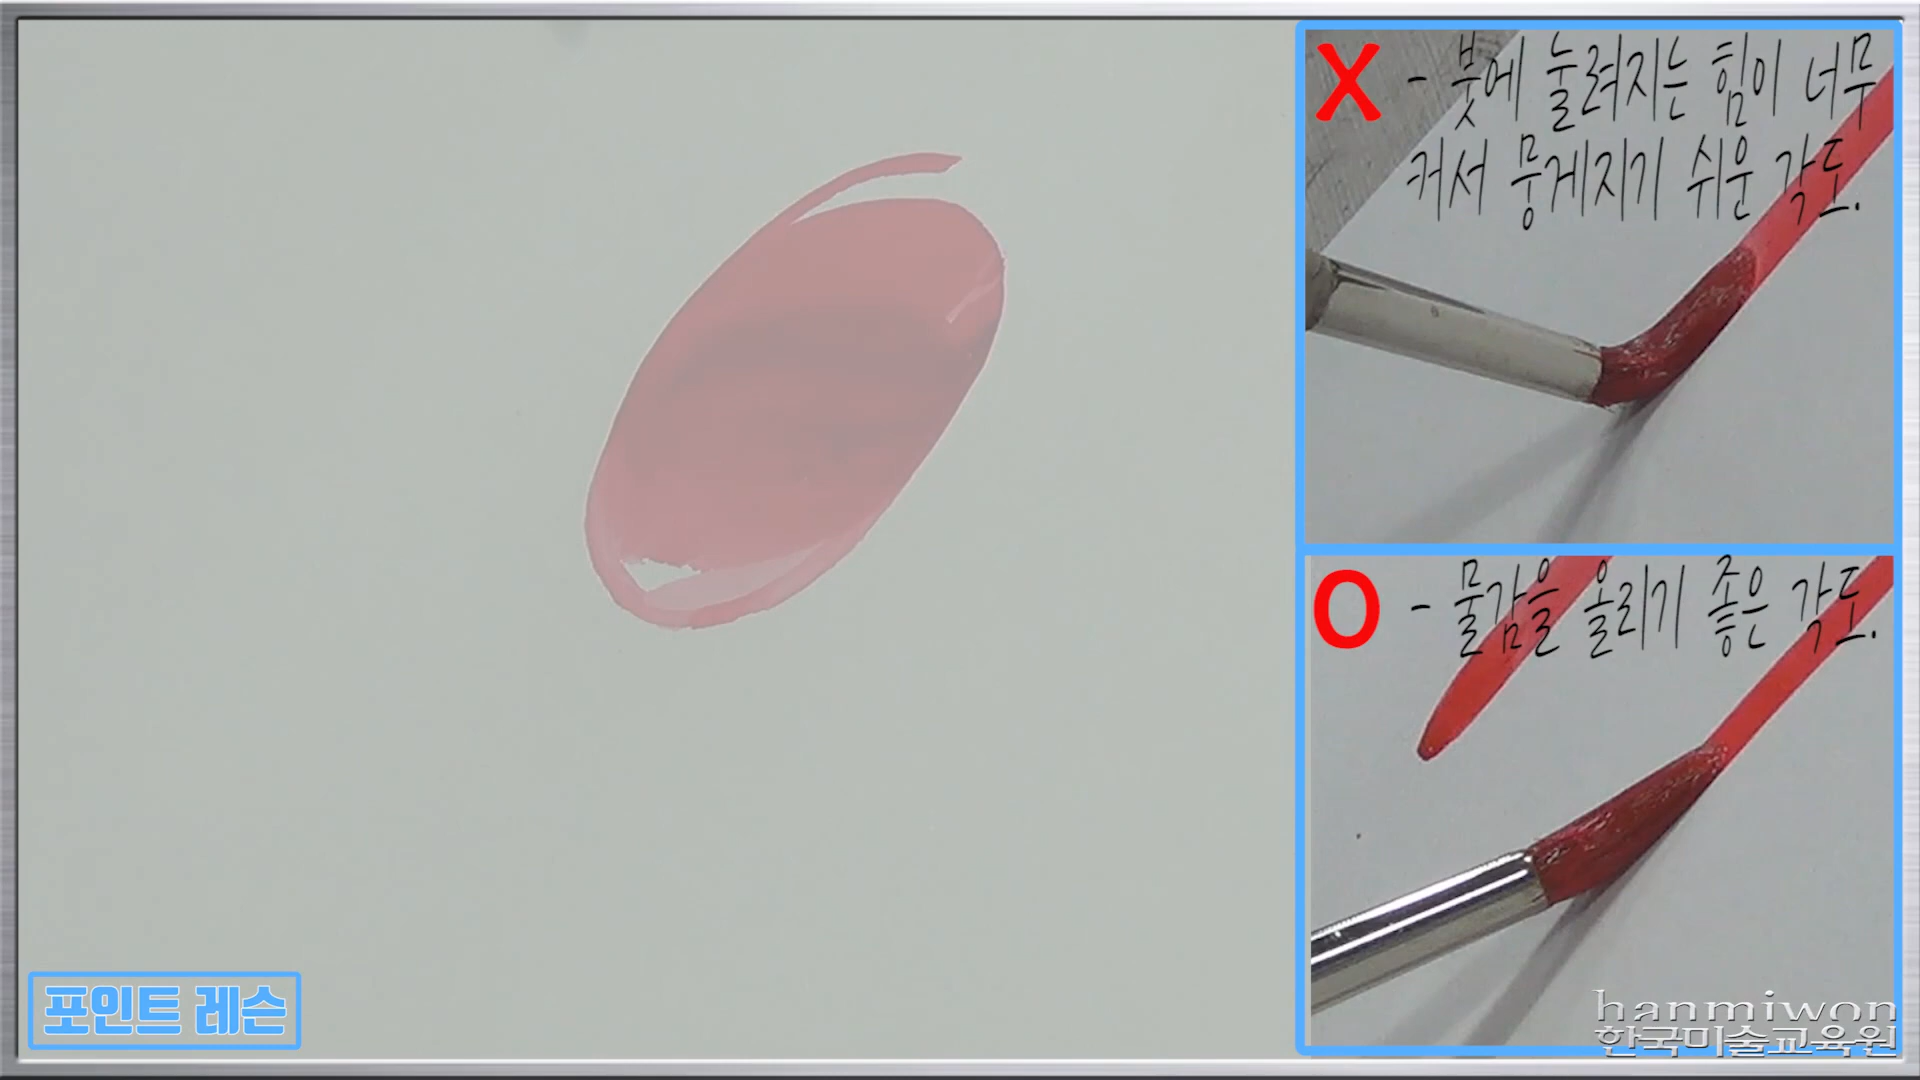 X - 붓에 눌려지는 힘이 너무
커서 뭉게지기 쉬운 각도.
O - 물감을 올리기 좋은 각도.
포인트 레슨
hanmiwon
한국미술교육원